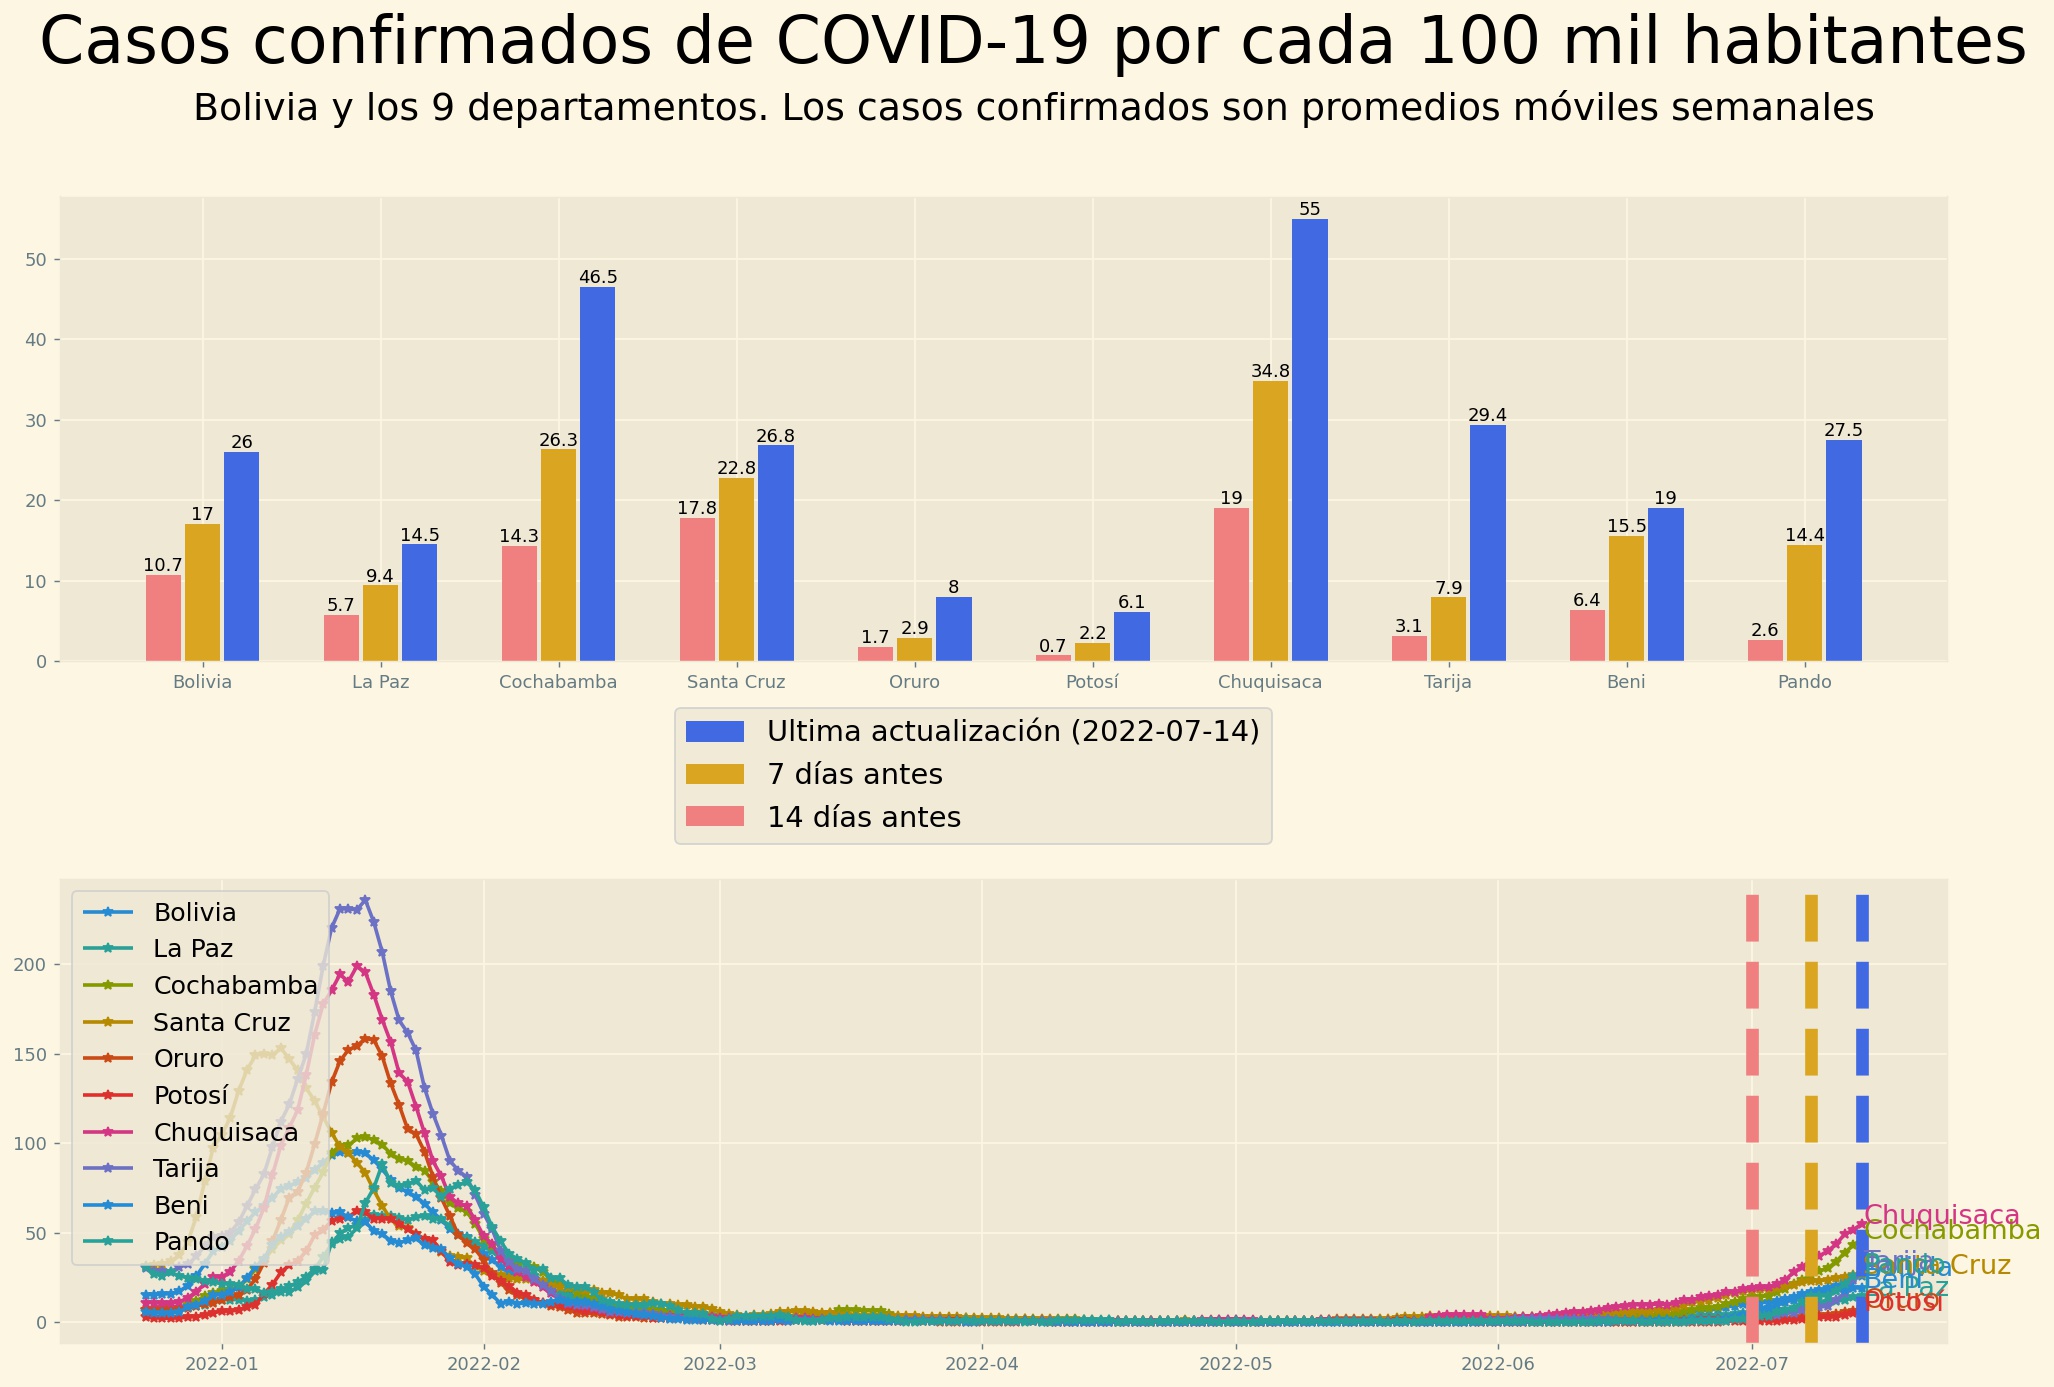 Casos confirmados de COVID-19 por cada 100 mil habitantes
Bolivia y los 9 departamentos. Los casos confirmados son promedios móviles semanales
50
40
30
20
10
0
10.7 17 26
5.7 9.4 14.5
14.3 26.3 46.5
17.8 22.8 26.8
1.7 2.9 8
0.7 2.2 6.1
19 34.8 55
3.1 7.9 29.4
6.4 15.5 19
2.6 14.4 27.5
Bolivia La Paz Cochabamba Santa Cruz Oruro Potosí Chuquisaca Tarija Beni Pando
Ultima actualización (2022-07-14)
7 días antes
14 días antes
200
150
100
50
0
Bolivia
La Paz
Cochabamba
Santa Cruz
Oruro
Potosí
Chuquisaca
Tarija
Beni
Pando
Chuquisaca
Cochabamba
Tarija
Santa Cruz
Beni
La Paz
Oruro
Potosí
2022-01 2022-02 2022-03 2022-04 2022-05 2022-06 2022-07